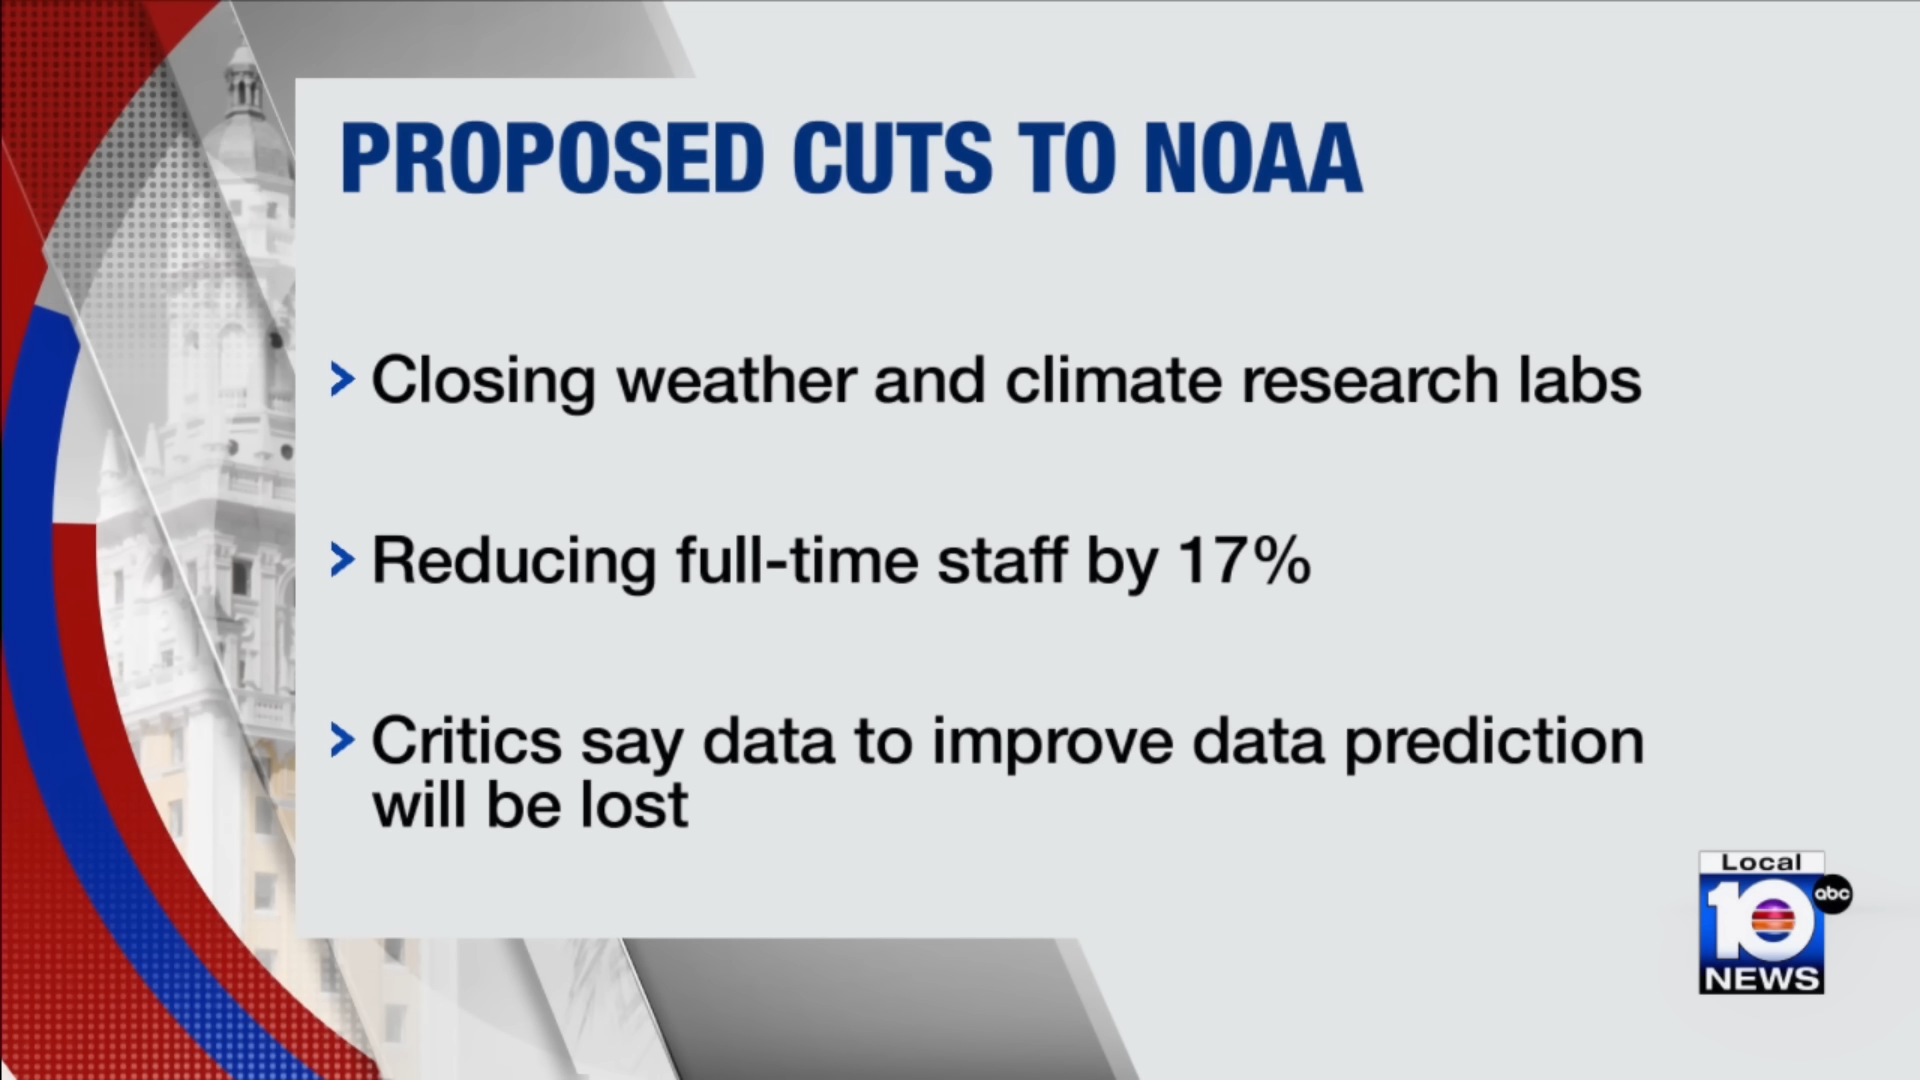 PROPOSED CUTS TO NOAA
> Closing weather and climate research labs
> Reducing full-time staff by 17%
> Critics say data to improve data prediction
will be lost
Local
10
abc
NEWS